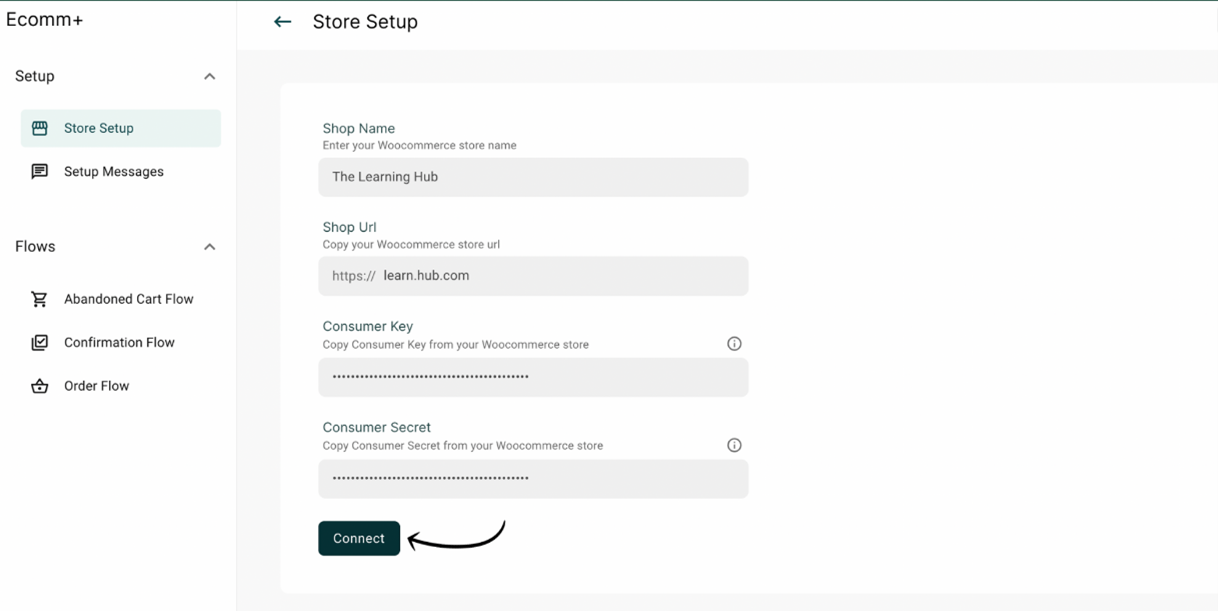 Ecomm+
Store Setup
Setup
Store Setup
Setup Messages
Flows
Abandoned Cart Flow
Confirmation Flow
Order Flow
Shop Name
Enter your Woocommerce store name
The Learning Hub
Shop Url
Copy your Woocommerce store url
https:// learn.hub.com
Consumer Key
Copy Consumer Key from your Woocommerce store
Consumer Secret
Copy Consumer Secret from your Woocommerce store
Connect